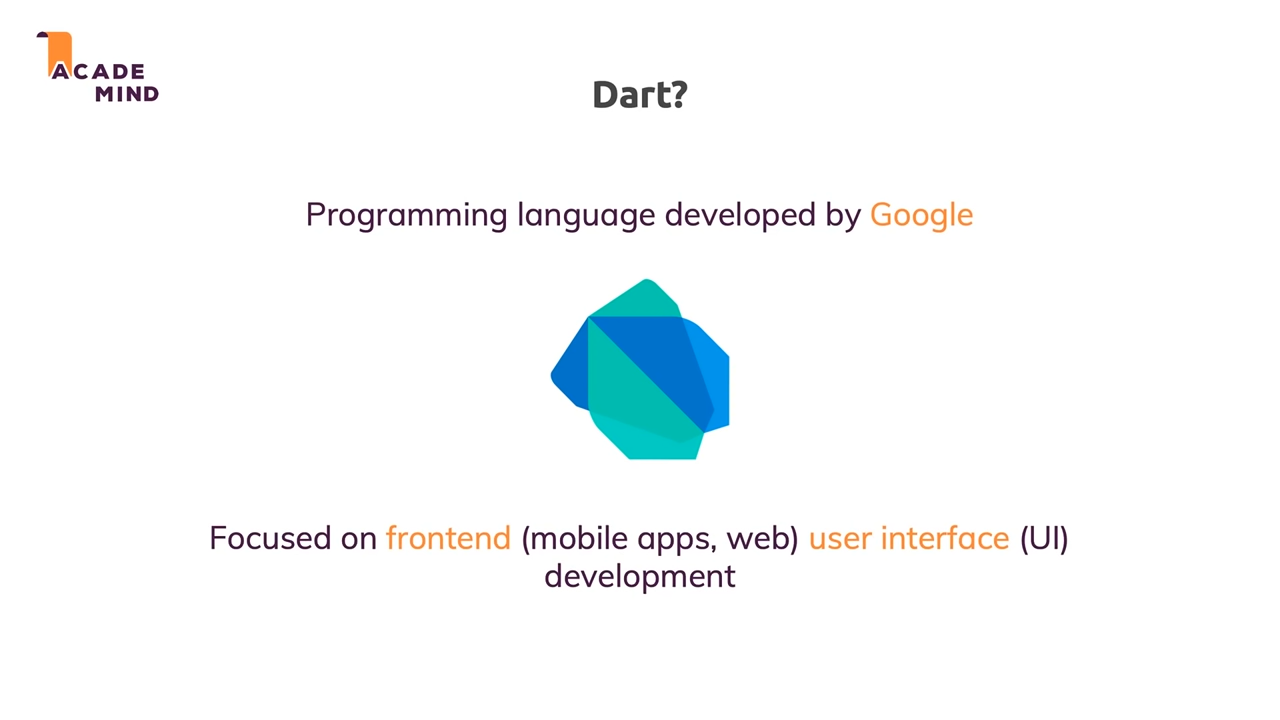 ACADE
MIND
Dart?
Programming language developed by Google
Focused on frontend (mobile apps, web) user interface (UI)
development